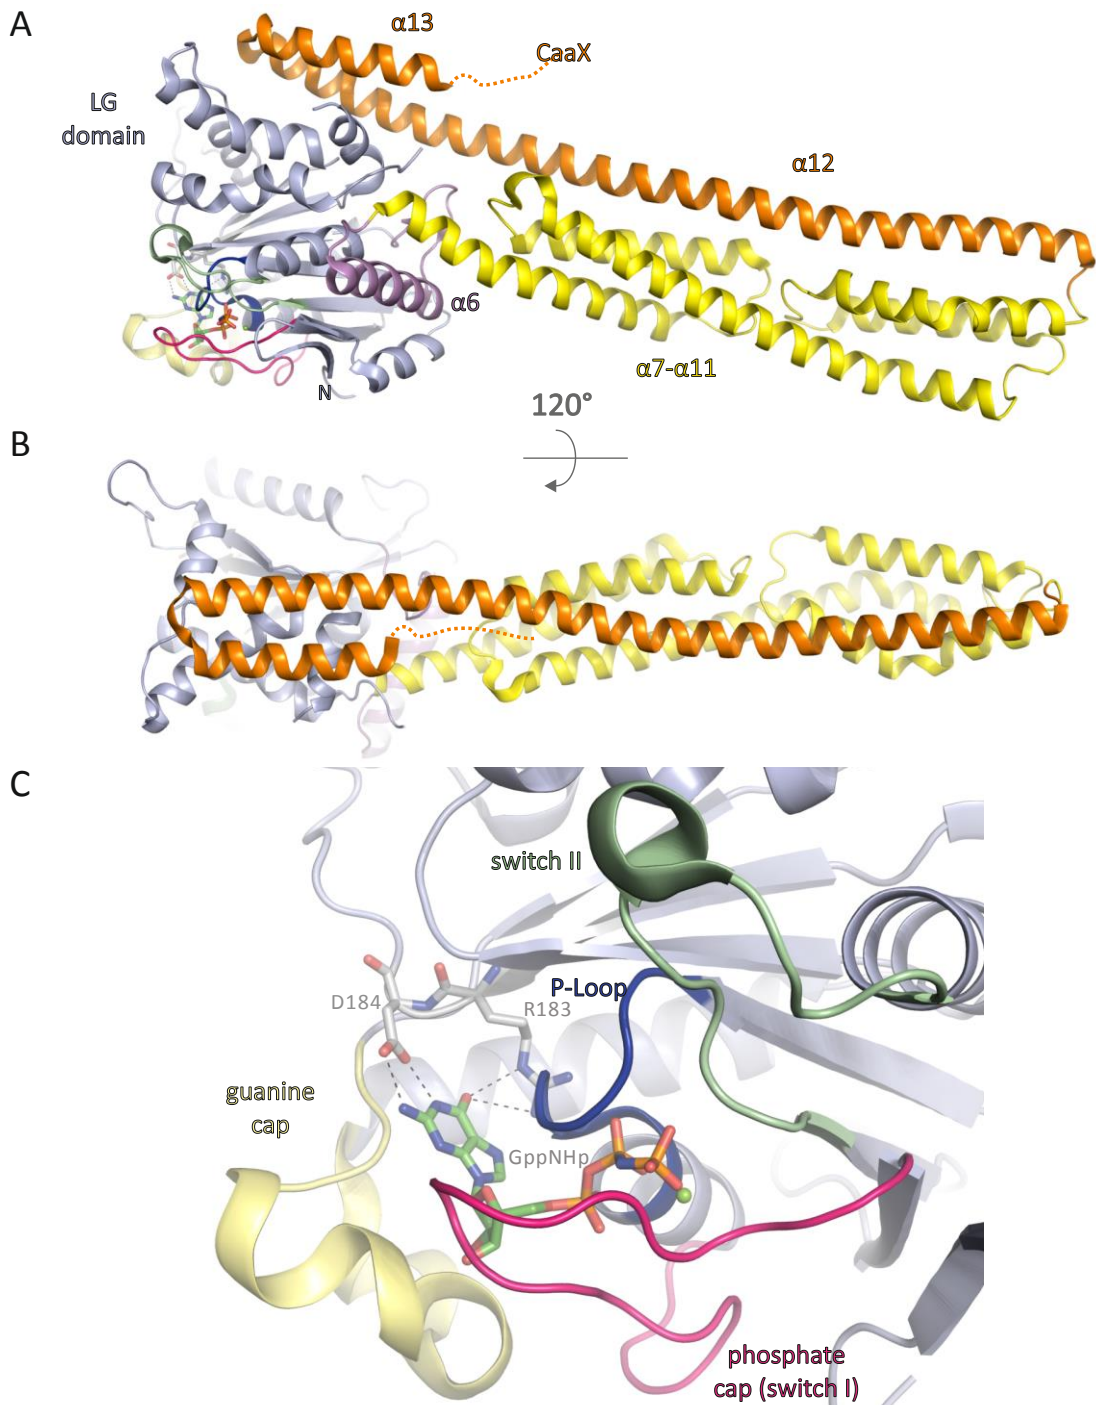 A
α13
CaaX
LG
domain
α12
α6
α7-α11
N
120°
B
C
switch II
P-Loop
D184
R183
guanine
cap
GppNHp
phosphate
cap (switch I)